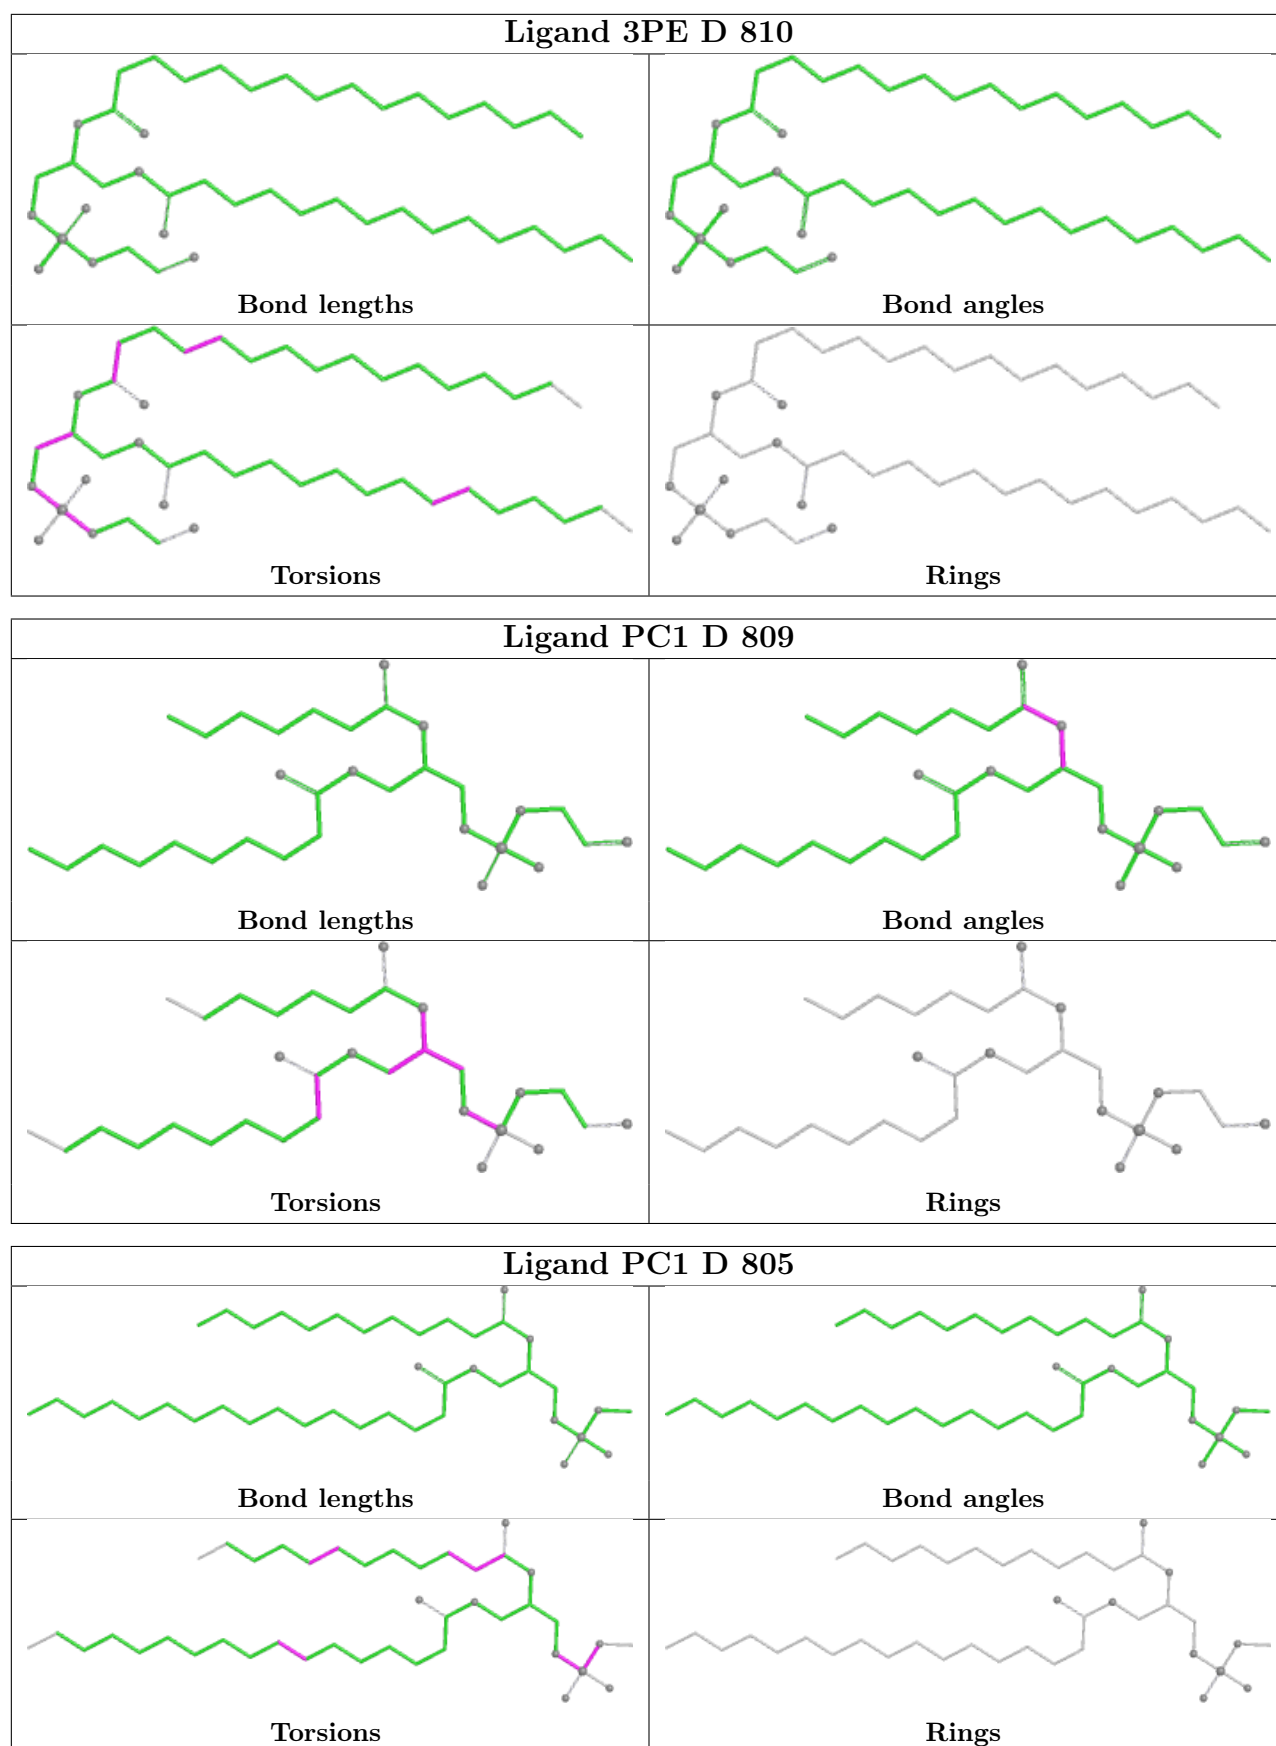 Ligand 3PE D 810
Bond lengths
Bond angles
Torsions
Rings
Ligand PC1 D 809
Bond lengths
Bond angles
Torsions
Rings
Ligand PC1 D 805
Bond lengths
Bond angles
Torsions
Rings